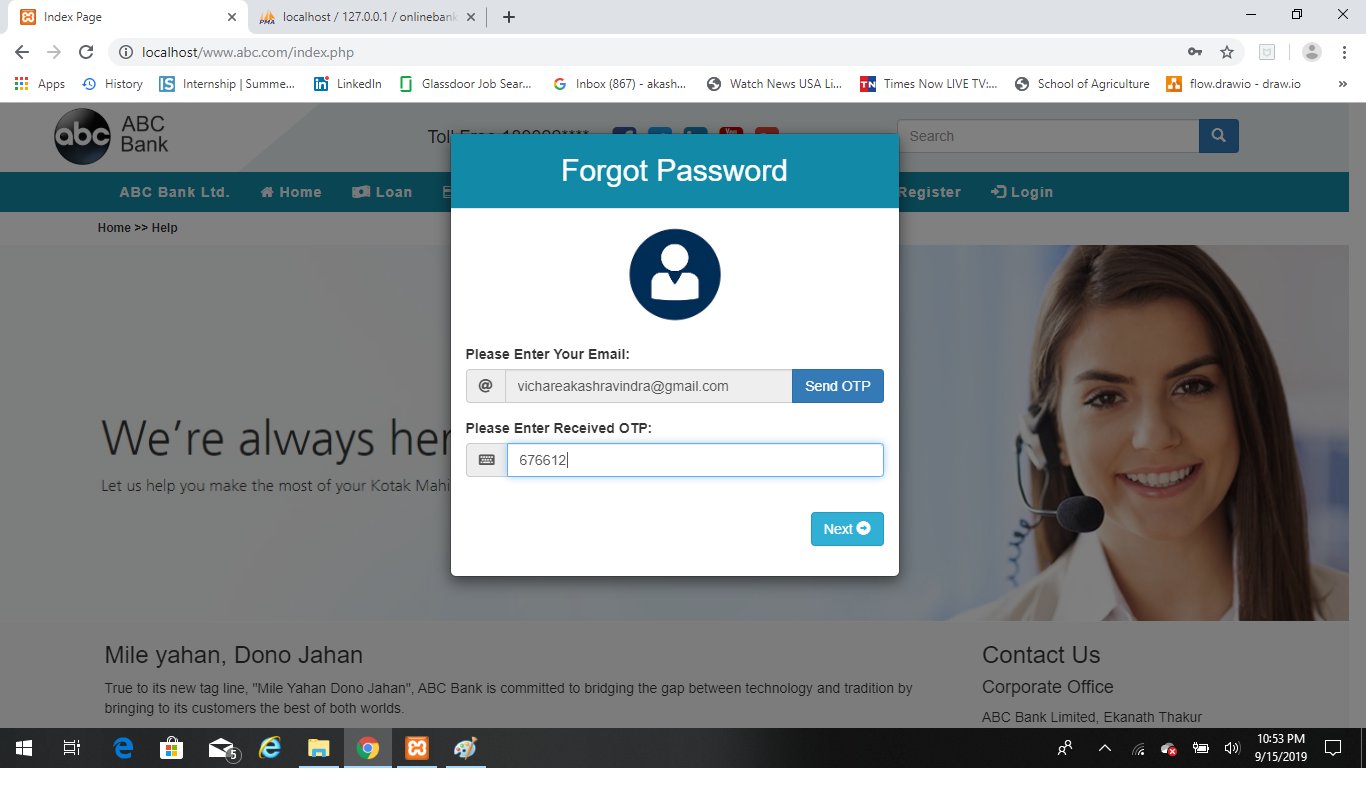 Index Page
localhost / 127.0.0.1 / onlinebank
localhost/www.abc.com/index.php
Apps History Internship | Summe... LinkedIn Glassdoor Job Sear... Inbox (867) - akash... Watch News USA Li... Times Now LIVE TV:... School of Agriculture flow.drawio - draw.io »
abc ABC
Bank
Search
ABC Bank Ltd. Home Loan Register Login
Home >> Help
Forgot Password
Please Enter Your Email:
@ vichareakashravindra@gmail.com Send OTP
Please Enter Received OTP:
676612
Next
We're always her
Let us help you make the most of your Kotak Mahi
Mile yahan, Dono Jahan
True to its new tag line, "Mile Yahan Dono Jahan", ABC Bank is committed to bridging the gap between technology and tradition by
bringing to its customers the best of both worlds.
Contact Us
Corporate Office
ABC Bank Limited, Ekanath Thakur
5
10:53 PM
9/15/2019